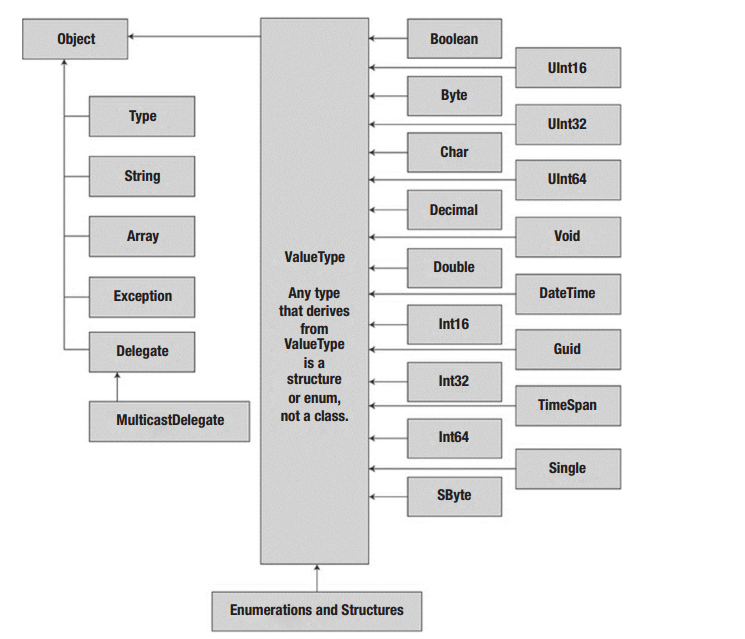 Object
Type
String
Array
Exception
Delegate
MulticastDelegate
ValueType
Any type
that derives
from
ValueType
is a
structure
or enum,
not a class.
Boolean
UInt16
Byte
UInt32
Char
UInt64
Decimal
Void
Double
DateTime
Int16
Guid
Int32
TimeSpan
Int64
Single
SByte
Enumerations and Structures